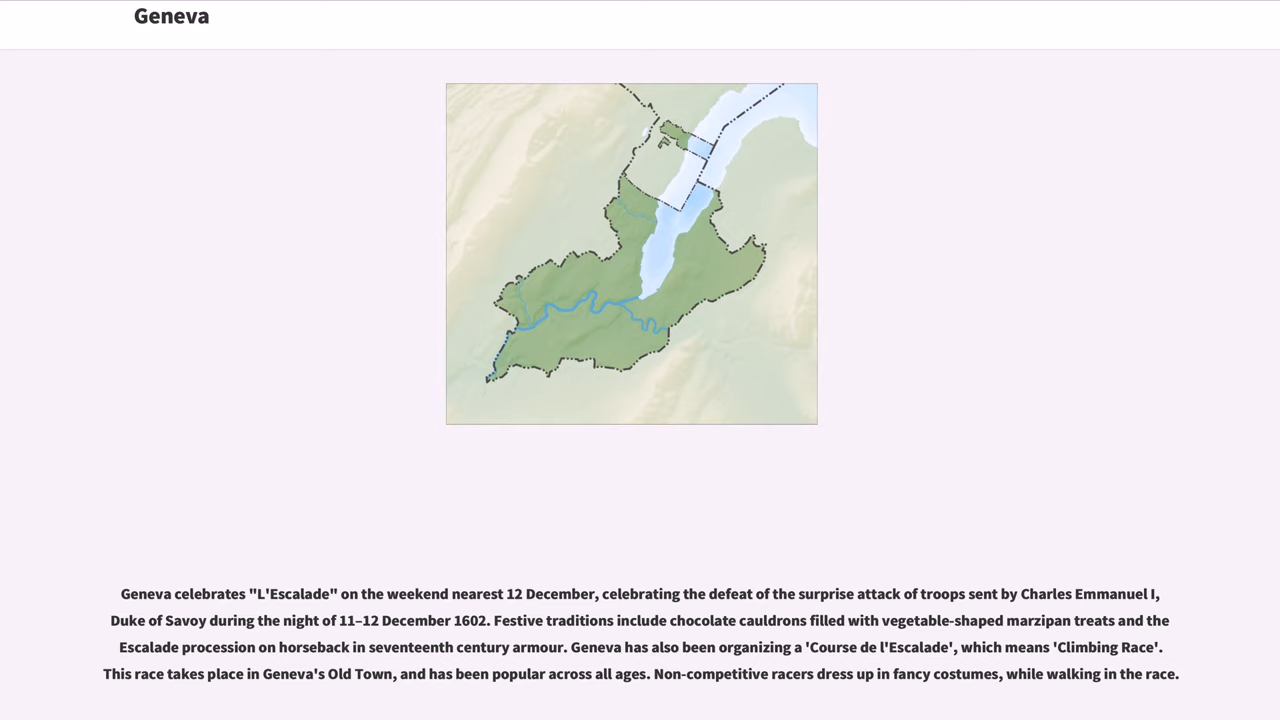 Geneva
Geneva celebrates "L'Escalade" on the weekend nearest 12 December, celebrating the defeat of the surprise attack of troops sent by Charles Emmanuel I,
Duke of Savoy during the night of 11–12 December 1602. Festive traditions include chocolate cauldrons filled with vegetable-shaped marzipan treats and the
Escalade procession on horseback in seventeenth century armour. Geneva has also been organizing a 'Course de l'Escalade', which means 'Climbing Race'.
This race takes place in Geneva's Old Town, and has been popular across all ages. Non-competitive racers dress up in fancy costumes, while walking in the race.